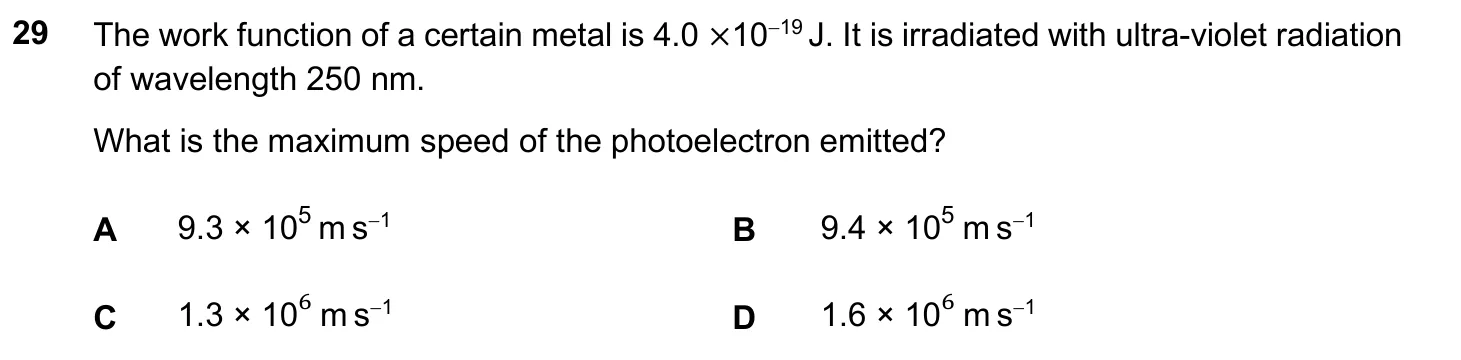 29 The work function of a certain metal is 4.0 ×10⁻¹⁹ J. It is irradiated with ultra-violet radiation
of wavelength 250 nm.
What is the maximum speed of the photoelectron emitted?
A 9.3 × 10⁵ m s⁻¹ B 9.4 × 10⁵ m s⁻¹
C 1.3 × 10⁶ m s⁻¹ D 1.6 × 10⁶ m s⁻¹